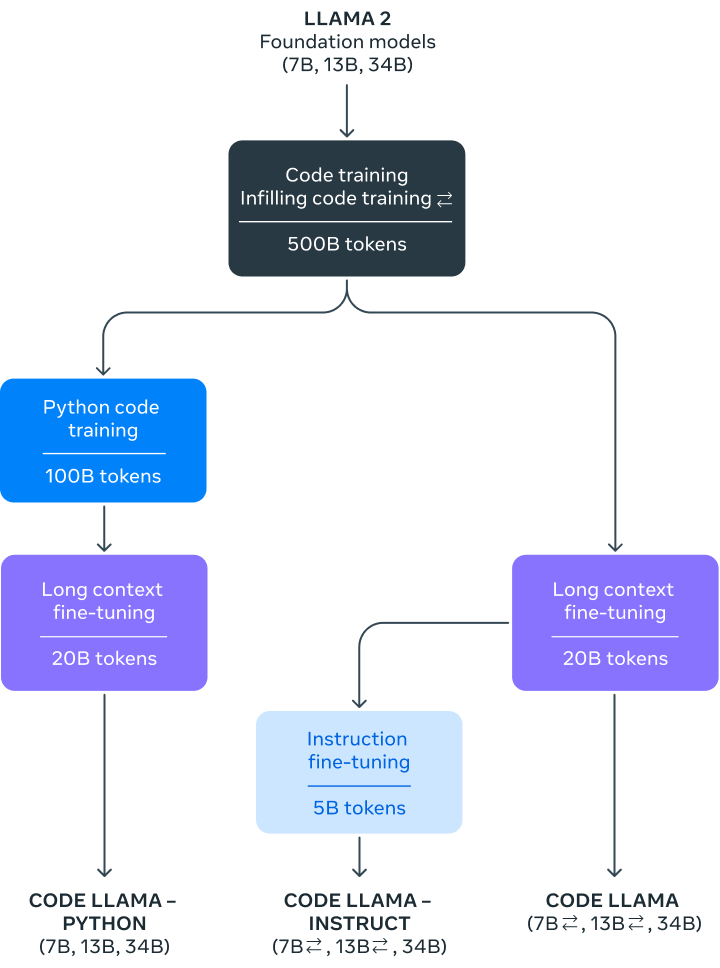 LLAMA 2
Foundation models
(7B, 13B, 34B)
Code training
Infilling code training ⇄
500B tokens
Python code
training
100B tokens
Long context
fine-tuning
20B tokens
Long context
fine-tuning
20B tokens
Instruction
fine-tuning
5B tokens
CODE LLAMA –
PYTHON
(7B, 13B, 34B)
CODE LLAMA –
INSTRUCT
(7B⇄, 13B⇄, 34B)
CODE LLAMA
(7B⇄, 13B⇄, 34B)